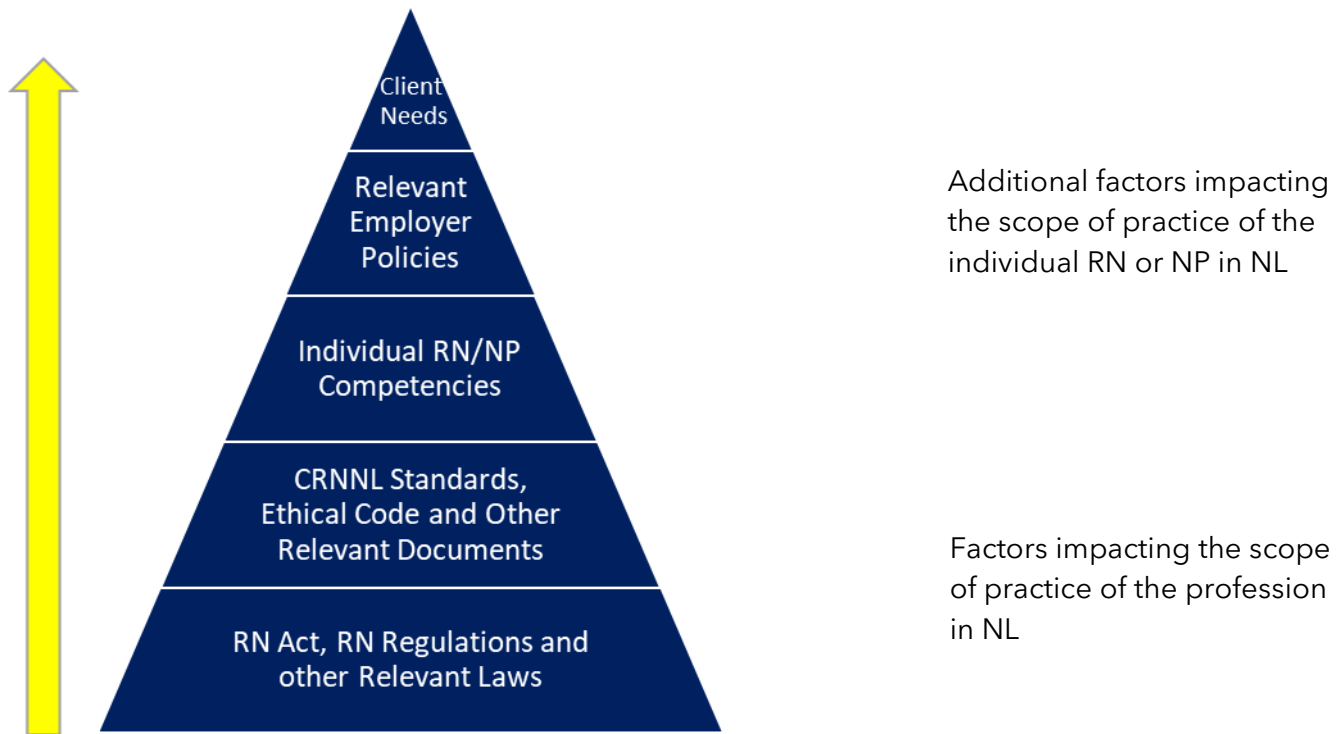 Client
Needs
Relevant
Employer
Policies
Additional factors impacting
the scope of practice of the
individual RN or NP in NL
Individual RN/NP
Competencies
CRNNL Standards,
Ethical Code and Other
Relevant Documents
Factors impacting the scope
of practice of the profession
in NL
RN Act, RN Regulations and
other Relevant Laws